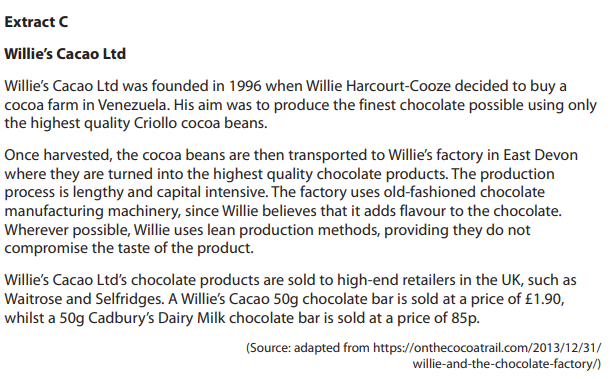 Extract C
Willie's Cacao Ltd
Willie's Cacao Ltd was founded in 1996 when Willie Harcourt-Cooze decided to buy a
cocoa farm in Venezuela. His aim was to produce the finest chocolate possible using only
the highest quality Criollo cocoa beans.
Once harvested, the cocoa beans are then transported to Willie's factory in East Devon
where they are turned into the highest quality chocolate products. The production
process is lengthy and capital intensive. The factory uses old-fashioned chocolate
manufacturing machinery, since Willie believes that it adds flavour to the chocolate.
Wherever possible, Willie uses lean production methods, providing they do not
compromise the taste of the product.
Willie's Cacao Ltd's chocolate products are sold to high-end retailers in the UK, such as
Waitrose and Selfridges. A Willie's Cacao 50g chocolate bar is sold at a price of £1.90,
whilst a 50g Cadbury's Dairy Milk chocolate bar is sold at a price of 85p.
(Source: adapted from https://onthecocoatrail.com/2013/12/31/
willie-and-the-chocolate-factory/)